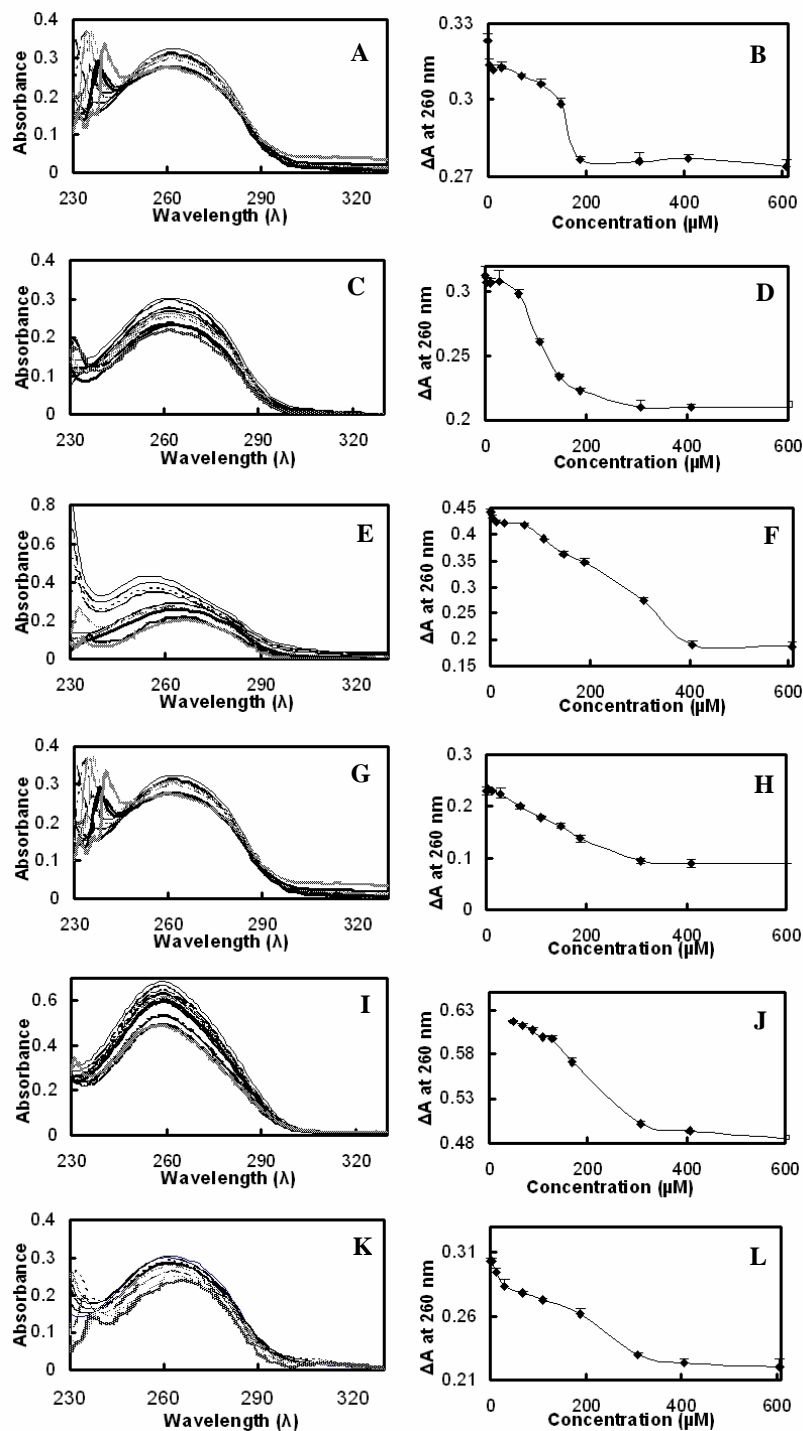 0.4
0.3
0.2
0.1
0
Absorbance
A
230
260
290
320
Wavelength (λ)
0.33
0.3
0.27
ΔA at 260 nm
B
0
200
400
600
Concentration (µM)
0.4
0.3
0.2
0.1
0
Absorbance
C
230
260
290
320
Wavelength (λ)
0.3
0.25
0.2
ΔA at 260 nm
D
0
200
400
600
Concentration (µM)
0.8
0.6
0.4
0.2
0
Absorbance
E
230
260
290
320
Wavelength (λ)
0.45
0.4
0.35
0.3
0.25
0.2
0.15
ΔA at 260 nm
F
0
200
400
600
Concentration (µM)
0.4
0.3
0.2
0.1
0
Absorbance
G
230
260
290
320
Wavelength (λ)
0.3
0.2
0.1
0
ΔA at 260 nm
H
0
200
400
600
Concentration (µM)
0.6
0.4
0.2
0
Absorbance
I
230
260
290
320
Wavelength (λ)
0.63
0.58
0.53
0.48
ΔA at 260 nm
J
0
200
400
600
Concentration (µM)
0.4
0.3
0.2
0.1
0
Absorbance
K
230
260
290
320
Wavelength (λ)
0.31
0.26
0.21
ΔA at 260 nm
L
0
200
400
600
Concentration (µM)